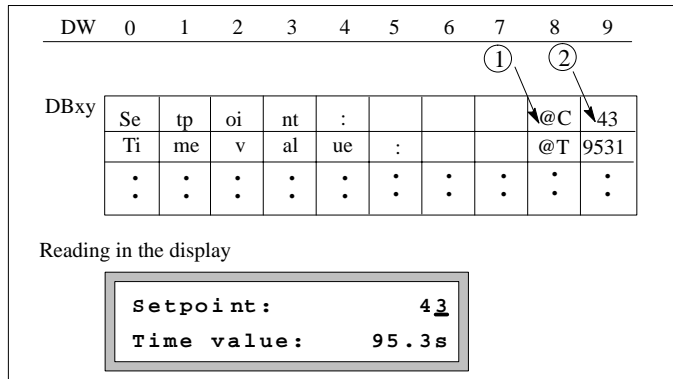 DW 0 1 2 3 4 5 6 7 8 9
1 2
DBxy Se tp oi nt : @C 43
Ti me v al ue : @T 9531
: : : : : : : : : :
Reading in the display
Setpoint: 43
Time value: 95.3s